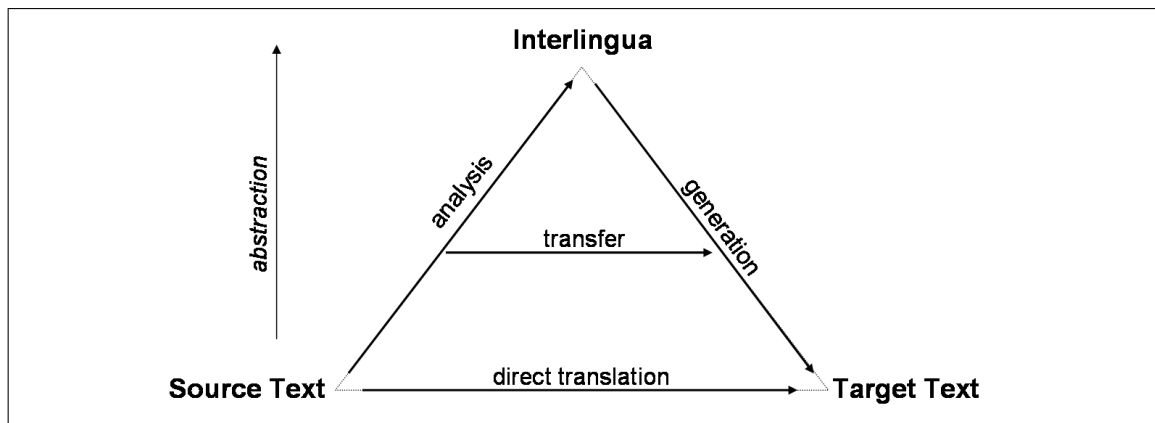 Interlingua
abstraction
analysis
generation
transfer
Source Text
direct translation
Target Text